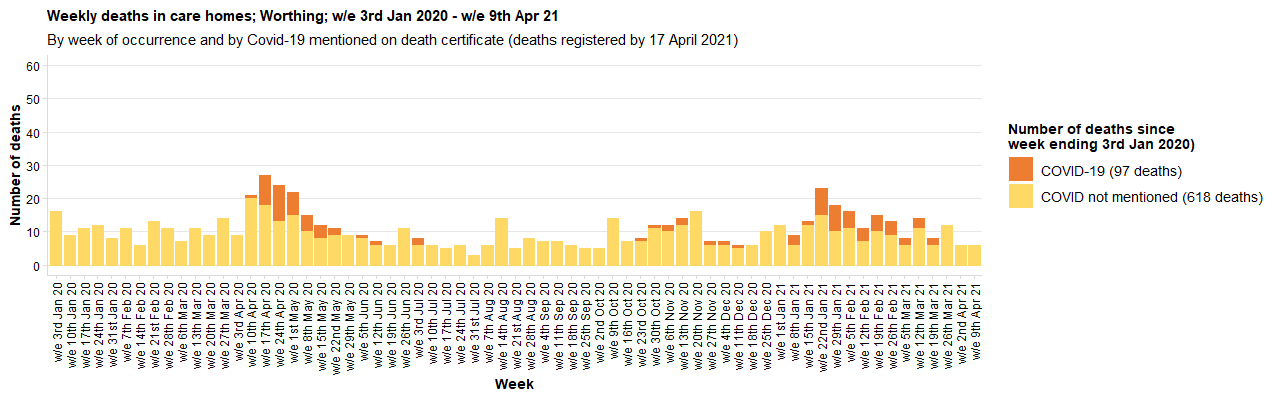 Weekly deaths in care homes; Worthing; w/e 3rd Jan 2020 - w/e 9th Apr 21
By week of occurrence and by Covid-19 mentioned on death certificate (deaths registered by 17 April 2021)
Number of deaths
60
50
40
30
20
10
0
w/e 3rd Jan 20
w/e 10th Jan 20
w/e 17th Jan 20
w/e 24th Jan 20
w/e 31st Jan 20
w/e 7th Feb 20
w/e 14th Feb 20
w/e 21st Feb 20
w/e 28th Feb 20
w/e 6th Mar 20
w/e 13th Mar 20
w/e 20th Mar 20
w/e 27th Mar 20
w/e 3rd Apr 20
w/e 10th Apr 20
w/e 17th Apr 20
w/e 24th Apr 20
w/e 1st May 20
w/e 8th May 20
w/e 15th May 20
w/e 22nd May 20
w/e 29th May 20
w/e 5th Jun 20
w/e 12th Jun 20
w/e 19th Jun 20
w/e 26th Jun 20
w/e 3rd Jul 20
w/e 10th Jul 20
w/e 17th Jul 20
w/e 24th Jul 20
w/e 31st Jul 20
w/e 7th Aug 20
w/e 14th Aug 20
w/e 21st Aug 20
w/e 28th Aug 20
w/e 4th Sep 20
w/e 11th Sep 20
w/e 18th Sep 20
w/e 25th Sep 20
w/e 2nd Oct 20
w/e 9th Oct 20
w/e 16th Oct 20
w/e 23rd Oct 20
w/e 30th Oct 20
w/e 6th Nov 20
w/e 13th Nov 20
w/e 20th Nov 20
w/e 27th Nov 20
w/e 4th Dec 20
w/e 11th Dec 20
w/e 18th Dec 20
w/e 25th Dec 20
w/e 1st Jan 21
w/e 8th Jan 21
w/e 15th Jan 21
w/e 22nd Jan 21
w/e 29th Jan 21
w/e 5th Feb 21
w/e 12th Feb 21
w/e 19th Feb 21
w/e 26th Feb 21
w/e 5th Mar 21
w/e 12th Mar 21
w/e 19th Mar 21
w/e 26th Mar 21
w/e 2nd Apr 21
w/e 9th Apr 21
Week
Number of deaths since
week ending 3rd Jan 2020)
COVID-19 (97 deaths)
COVID not mentioned (618 deaths)